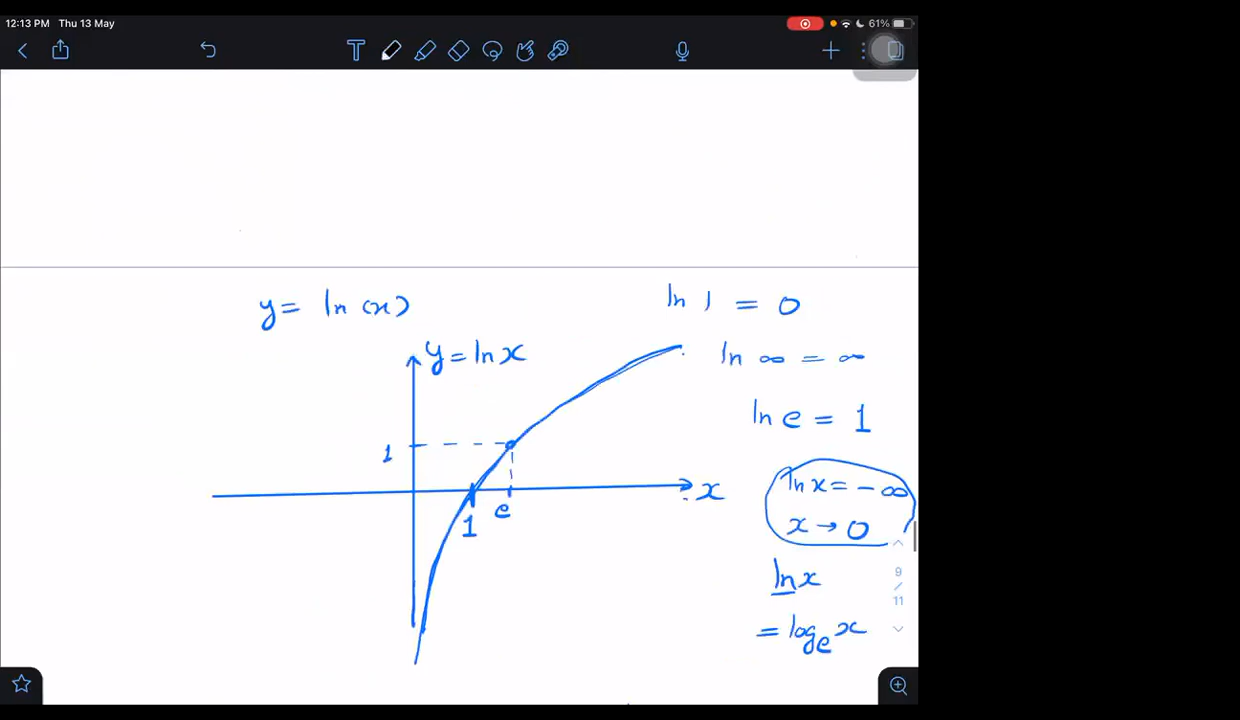 12:13 PM Thu 13 May
61%
T
y = ln(x)
ln 1 = 0
y = ln x
ln ∞ = ∞
ln e = 1
1
ln x = - ∞
x
x → 0
1
e
ln x
9
/
11
= logₑ x